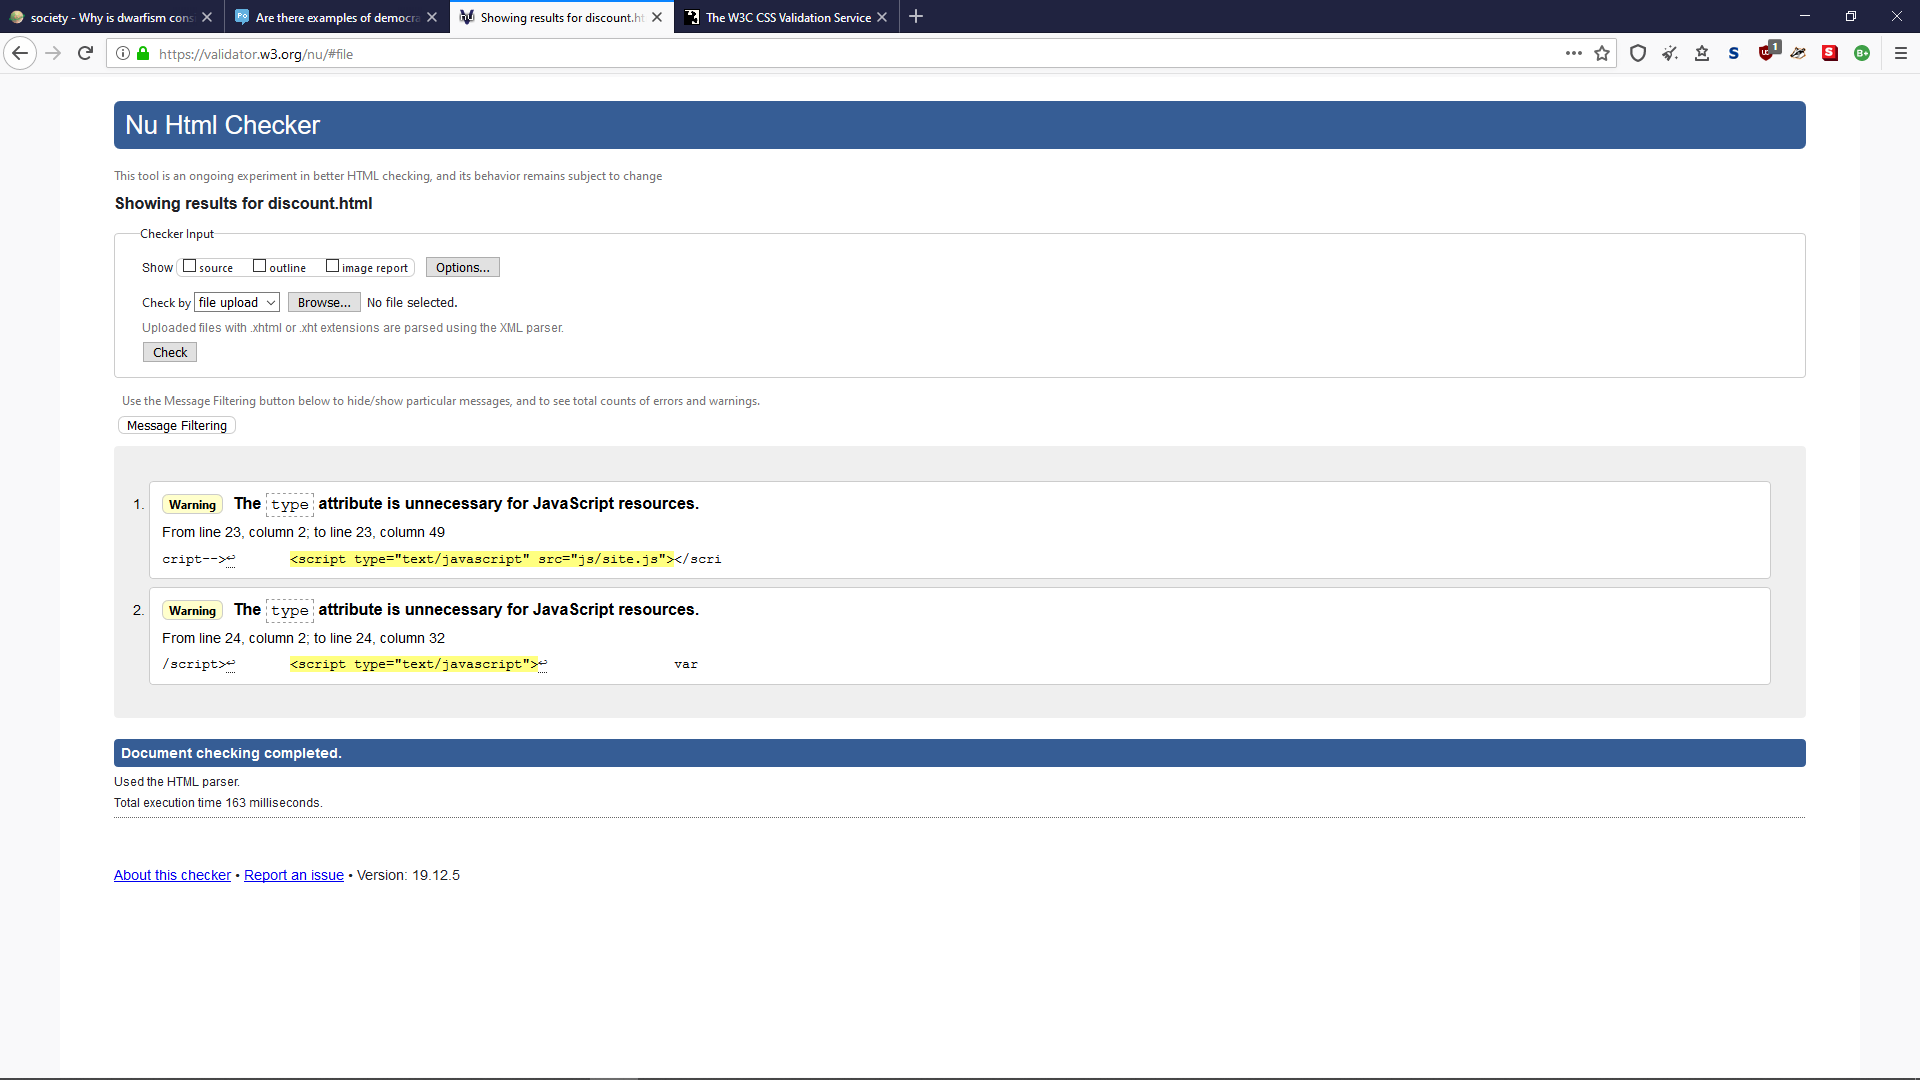 society - Why is dwarfism cons
Are there examples of democra
Showing results for discount.ht
The W3C CSS Validation Service
https://validator.w3.org/nu/#file
S
1
S
B+
Nu Html Checker
This tool is an ongoing experiment in better HTML checking, and its behavior remains subject to change
Showing results for discount.html
Checker Input
Show source outline image report Options...
Check by file upload Browse... No file selected.
Uploaded files with .xhtml or .xht extensions are parsed using the XML parser.
Check
Use the Message Filtering button below to hide/show particular messages, and to see total counts of errors and warnings.
Message Filtering
1. Warning The type attribute is unnecessary for JavaScript resources.
From line 23, column 2; to line 23, column 49
cript-->↩ <script type="text/javascript" src="js/site.js"></scri
2. Warning The type attribute is unnecessary for JavaScript resources.
From line 24, column 2; to line 24, column 32
/script>↩ <script type="text/javascript">↩ var
Document checking completed.
Used the HTML parser.
Total execution time 163 milliseconds.
About this checker • Report an issue • Version: 19.12.5